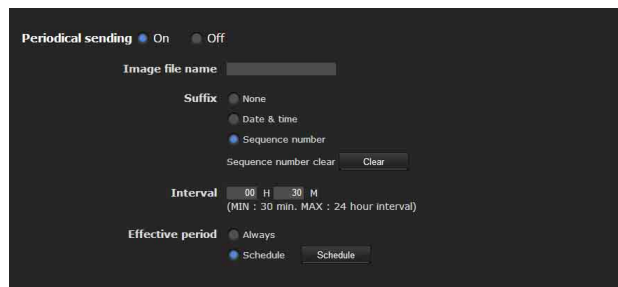 Periodical sending On Off
Image file name
Suffix None
Date & time
Sequence number
Sequence number clear Clear
Interval 00 H 30 M
(MIN : 30 min. MAX : 24 hour interval)
Effective period Always
Schedule Schedule